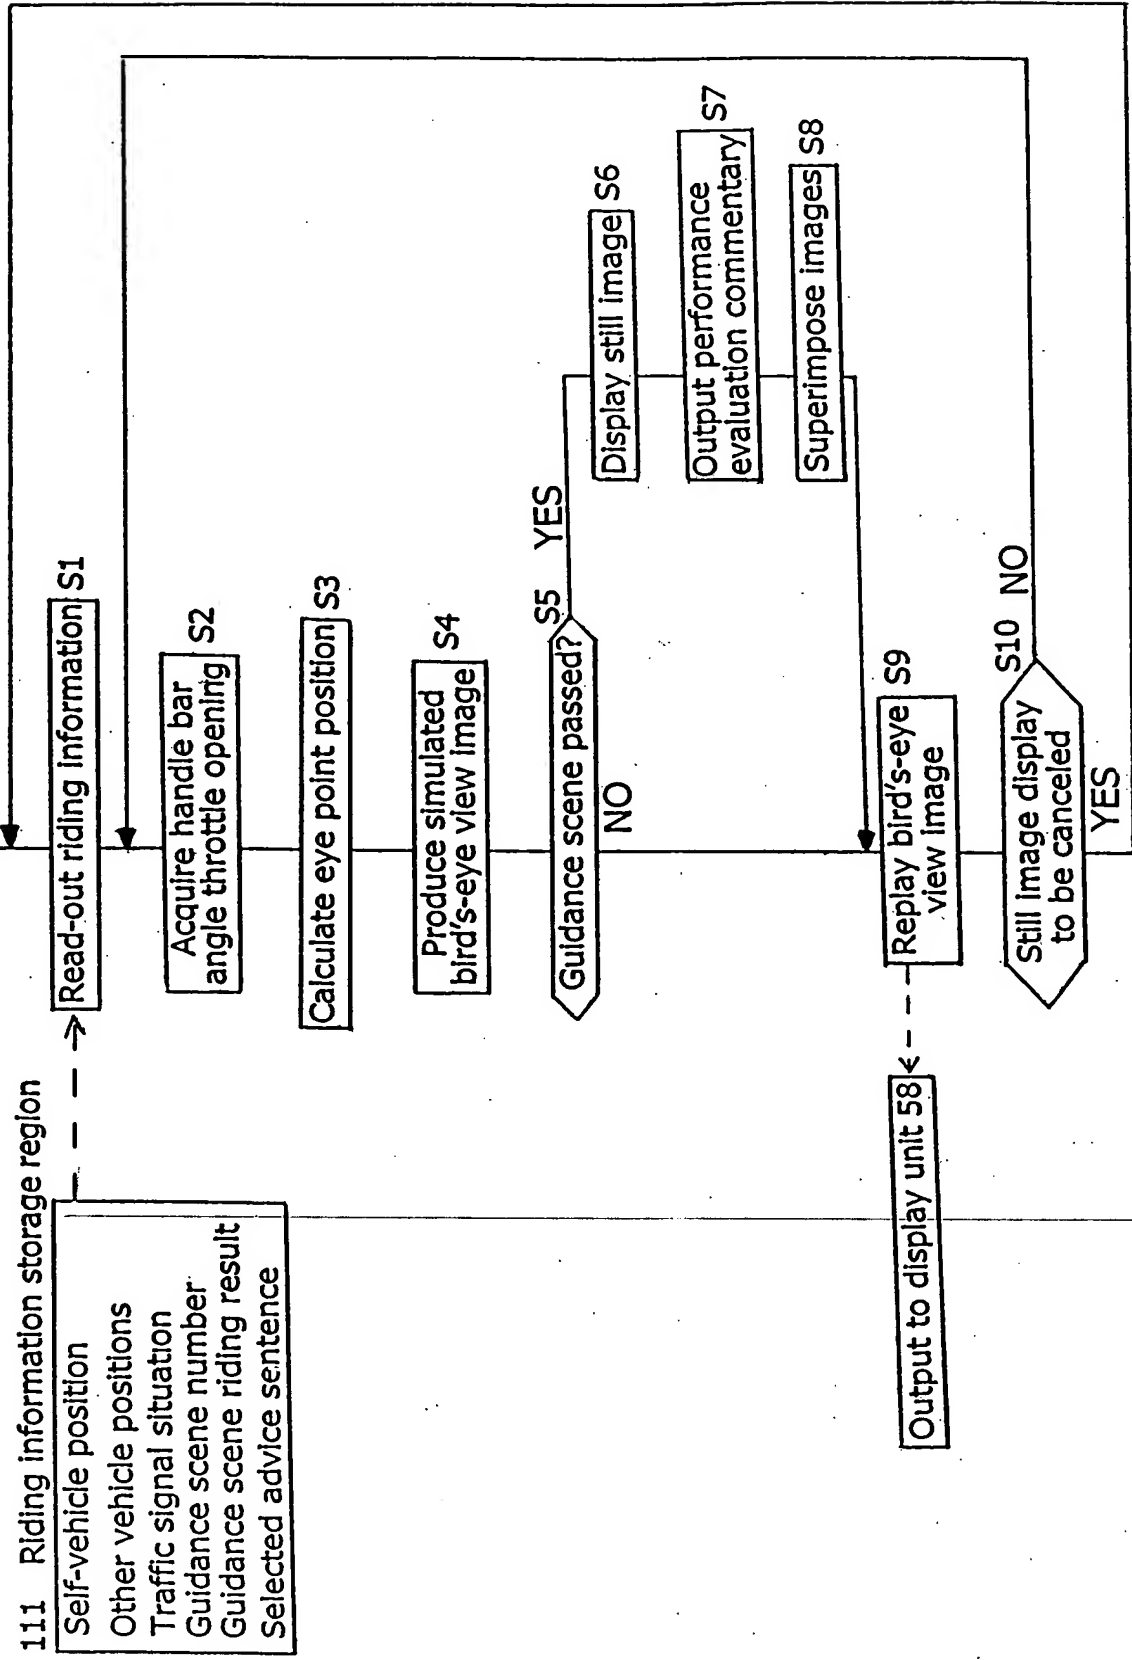 111 Riding information storage region
Self-vehicle position
Other vehicle positions
Traffic signal situation
Guidance scene number
Guidance scene riding result
Selected advice sentence
Read-out riding information S1
Acquire handle bar
angle throttle opening
S2
Calculate eye point position S3
Produce simulated
bird's-eye view image
S4
Guidance scene passed?
S5
YES
NO
Display still image S6
Output performance
evaluation commentary
S7
Superimpose images S8
Replay bird's-eye
view image
S9
Output to display unit 58
Still image display
to be canceled
S10
NO
YES